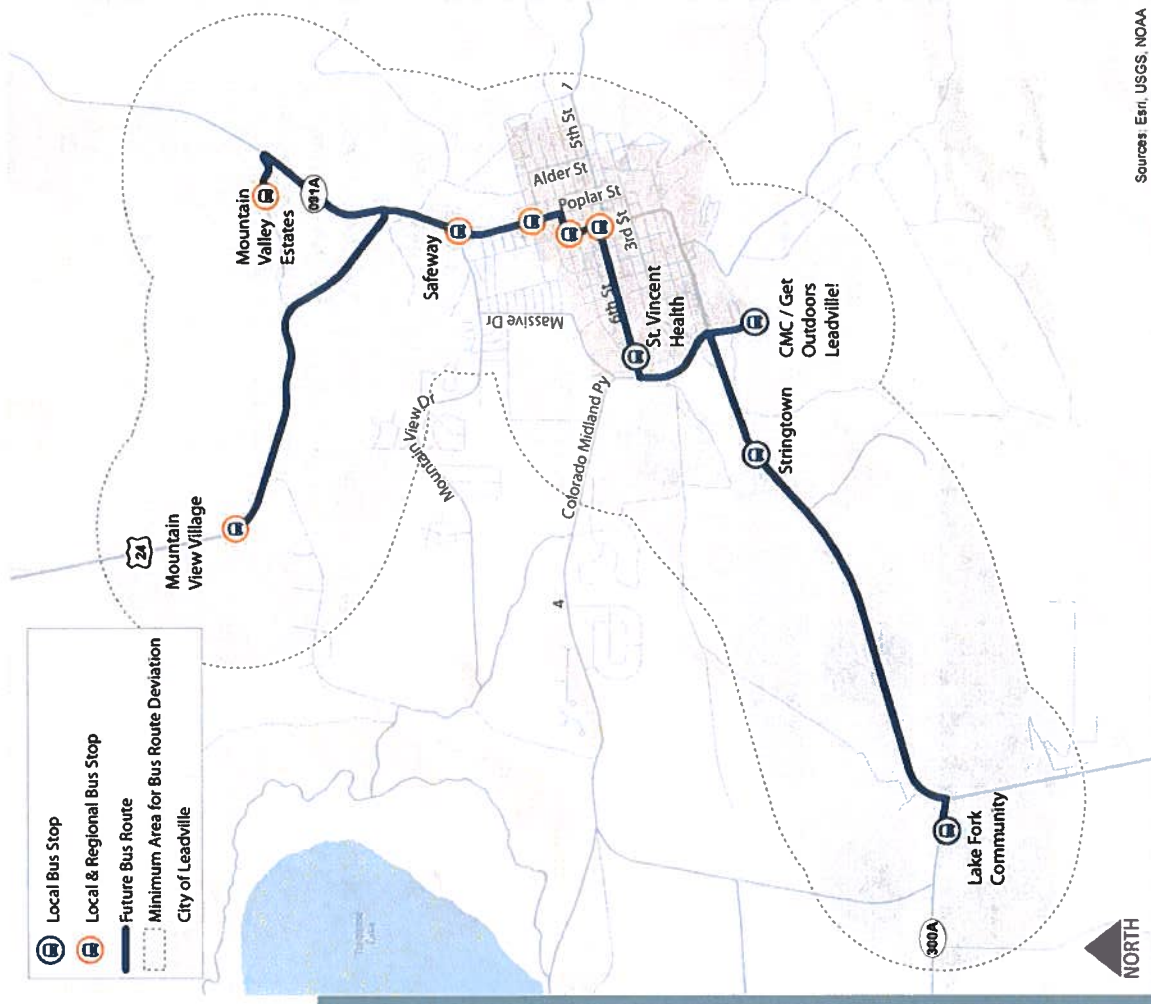 Local Bus Stop
Local & Regional Bus Stop
Future Bus Route
Minimum Area for Bus Route Deviation
City of Leadville
24
Mountain
View Village
Mountain
Valley
Estates
091A
Safeway
Alder St
5th St
7
Poplar St
3rd St
6th St
Massive Dr
Mountain View Dr
Colorado Midland Py
4
St. Vincent
Health
CMC / Get
Outdoors
Leadville!
Stringtown
Lake Fork
Community
300A
NORTH
Sources: Esri, USGS, NOAA